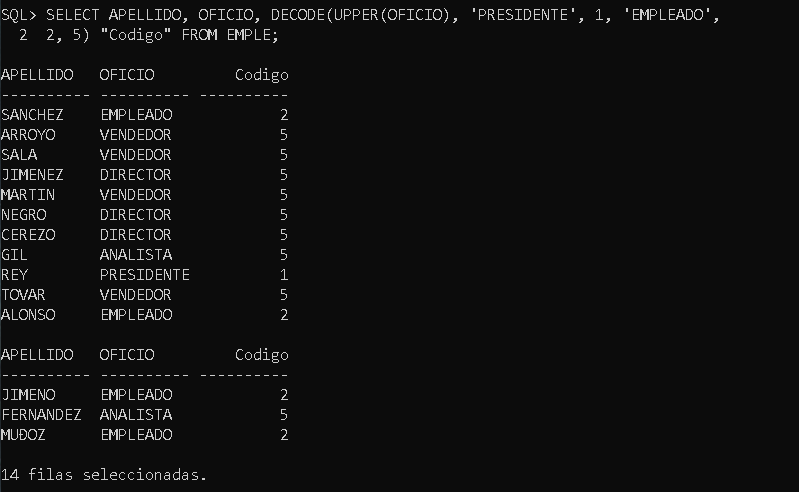 SQL> SELECT APELLIDO, OFICIO, DECODE(UPPER(OFICIO), 'PRESIDENTE', 1, 'EMPLEADO',
  2  2, 5) "Codigo" FROM EMPLE;
APELLIDO   OFICIO         Codigo
---------- ---------- ----------
SANCHEZ    EMPLEADO            2
ARROYO     VENDEDOR            5
SALA       VENDEDOR            5
JIMENEZ    DIRECTOR            5
MARTIN     VENDEDOR            5
NEGRO      DIRECTOR            5
CEREZO     DIRECTOR            5
GIL        ANALISTA            5
REY        PRESIDENTE          1
TOVAR      VENDEDOR            5
ALONSO     EMPLEADO            2
APELLIDO   OFICIO         Codigo
---------- ---------- ----------
JIMENO     EMPLEADO            2
FERNANDEZ  ANALISTA            5
MUÐOZ      EMPLEADO            2
14 filas seleccionadas.